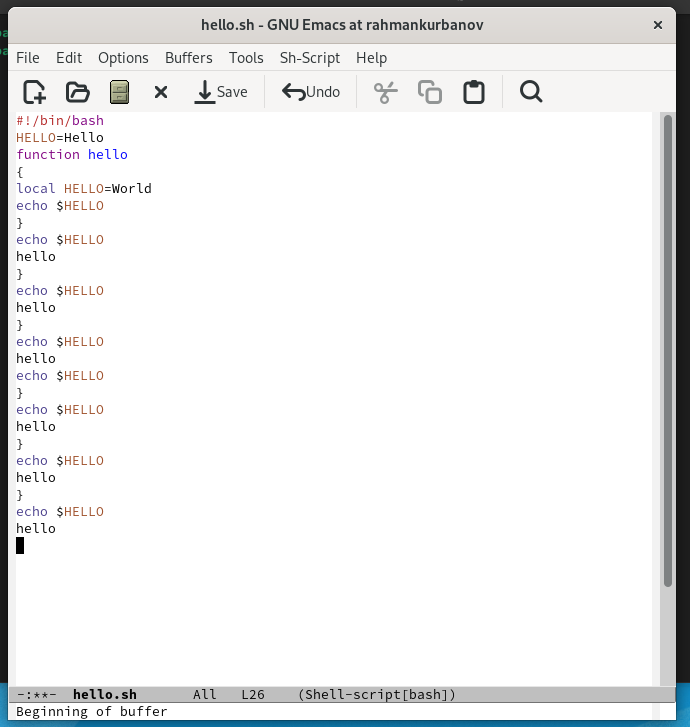 hello.sh - GNU Emacs at rahmankurbanov
File Edit Options Buffers Tools Sh-Script Help
Save Undo
#!/bin/bash
HELLO=Hello
function hello
{
local HELLO=World
echo $HELLO
}
echo $HELLO
hello
}
echo $HELLO
hello
}
echo $HELLO
hello
echo $HELLO
}
echo $HELLO
hello
}
echo $HELLO
hello
}
echo $HELLO
hello
-:**- hello.sh All L26 (Shell-script[bash])
Beginning of buffer